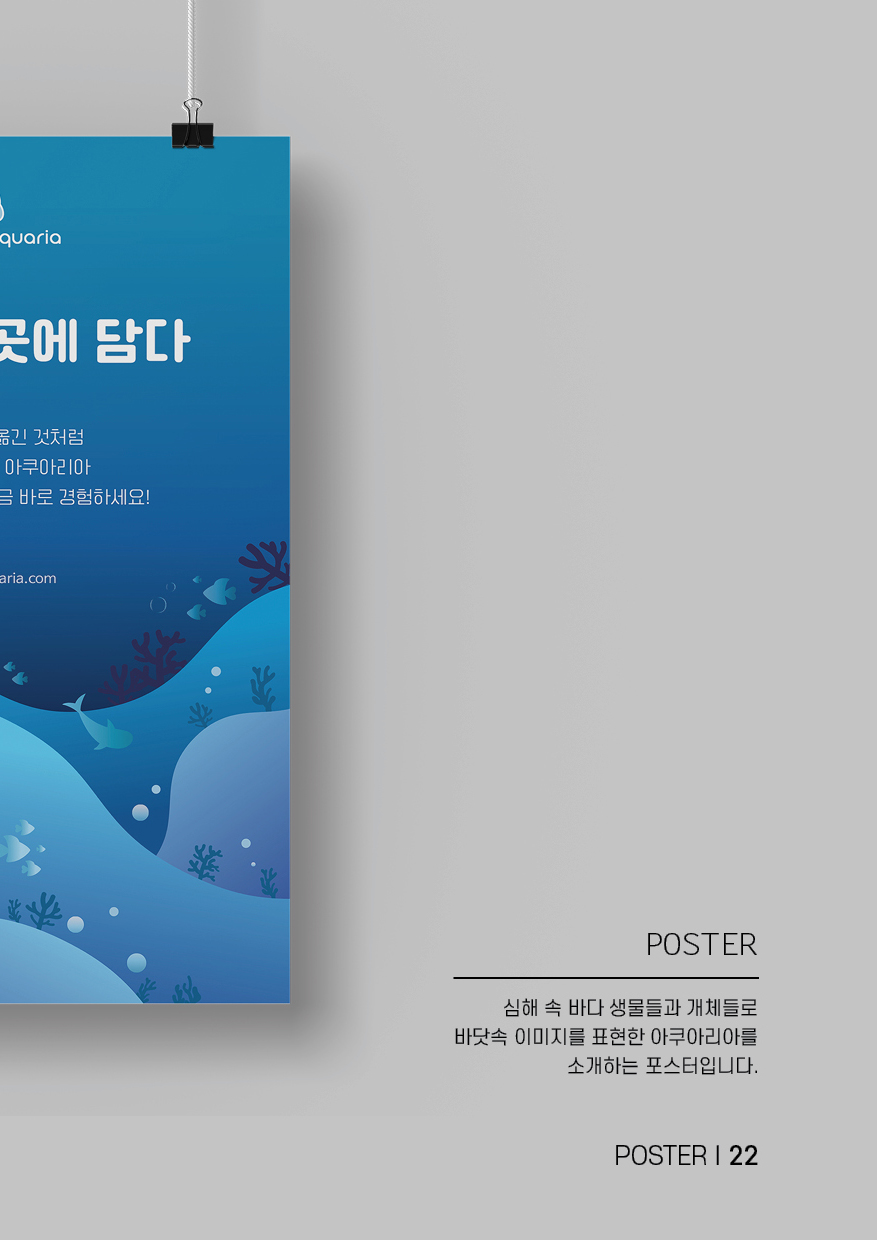 quaria
곳에 담다
옮긴 것처럼
아쿠아리아
금 바로 경험하세요!
aria.com
POSTER
심해 속 바다 생물들과 개체들로
바닷속 이미지를 표현한 아쿠아리아를
소개하는 포스터입니다.
POSTER | 22